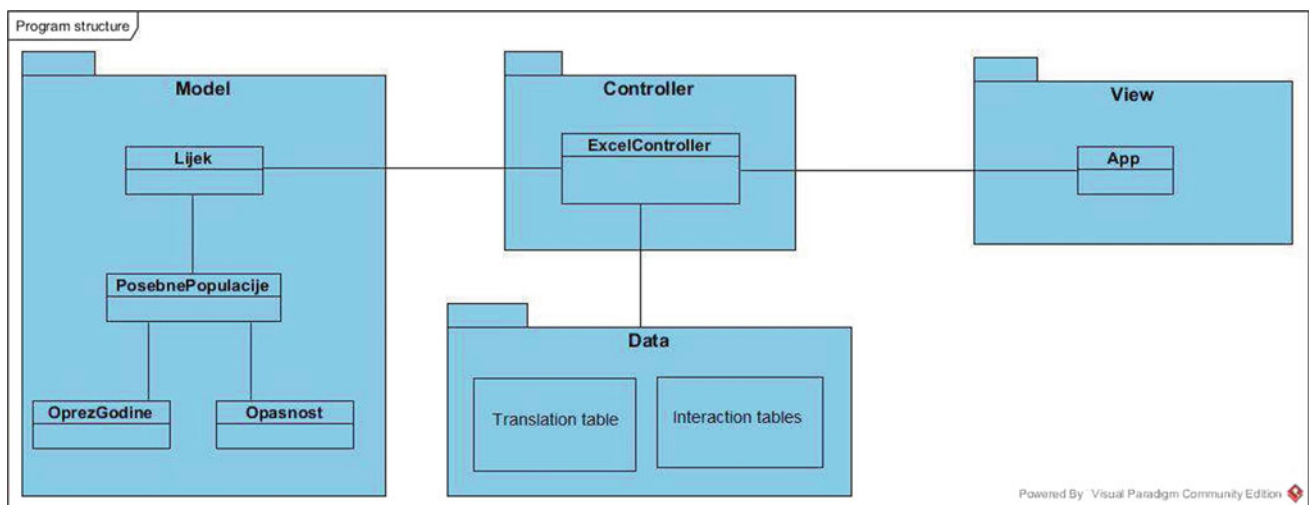 Program structure
Model
Lijek
PosebnePopulacije
OprezGodine
Opasnost
Controller
ExcelController
View
App
Data
Translation table
Interaction tables
Powered By Visual Paradigm Community Edition